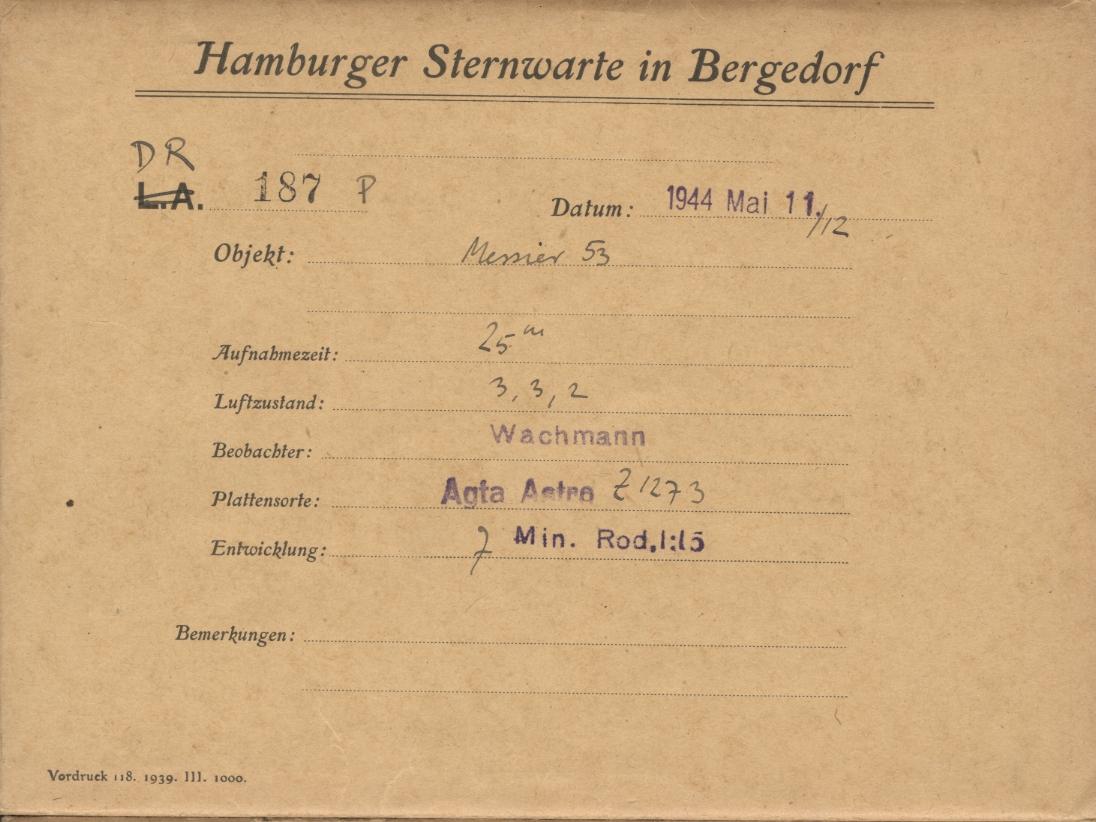 Hamburger Sternwarte in Bergedorf
DR
L.A. 187 P
Datum: 1944 Mai 11./12
Objekt: Messier 53
Aufnahmezeit: 25m
Luftzustand: 3, 3, 2
Beobachter: Wachmann
Plattensorte: Agfa Astro Z 1273
Entwicklung: 7 Min. Rod.1:15
Bemerkungen:
Vordruck 118. 1939. III. 1000.